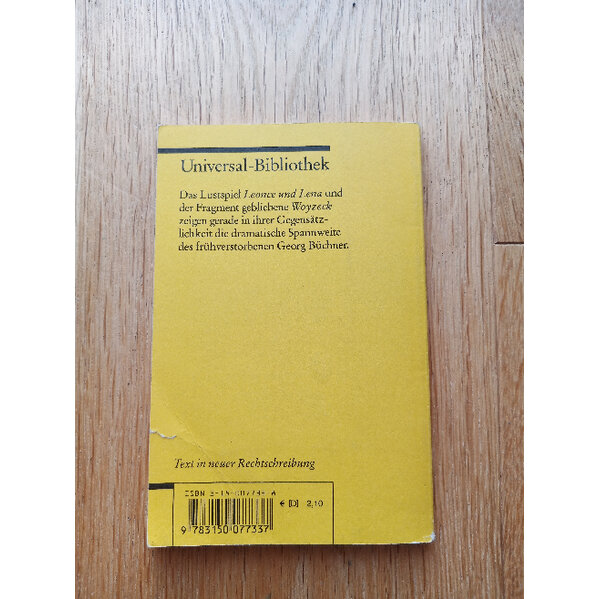 Universal-Bibliothek
Das Lustspiel Leonce und Lena und
der Fragment gebliebene Woyzeck
zeigen gerade in ihrer Gegensätz-
lichkeit die dramatische Spannweite
des frühverstorbenen Georg Büchner.
Text in neuer Rechtschreibung
ISBN
€ [D] 2,10
9 783150 077337